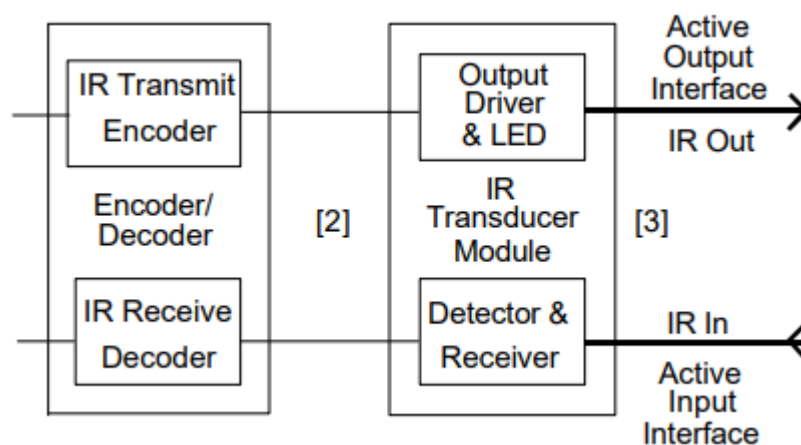 IR Transmit
Encoder
Encoder/
Decoder
IR Receive
Decoder
[2]
Output
Driver
& LED
IR
Transducer
Module
Detector &
Receiver
[3]
Active
Output
Interface
IR Out
IR In
Active
Input
Interface